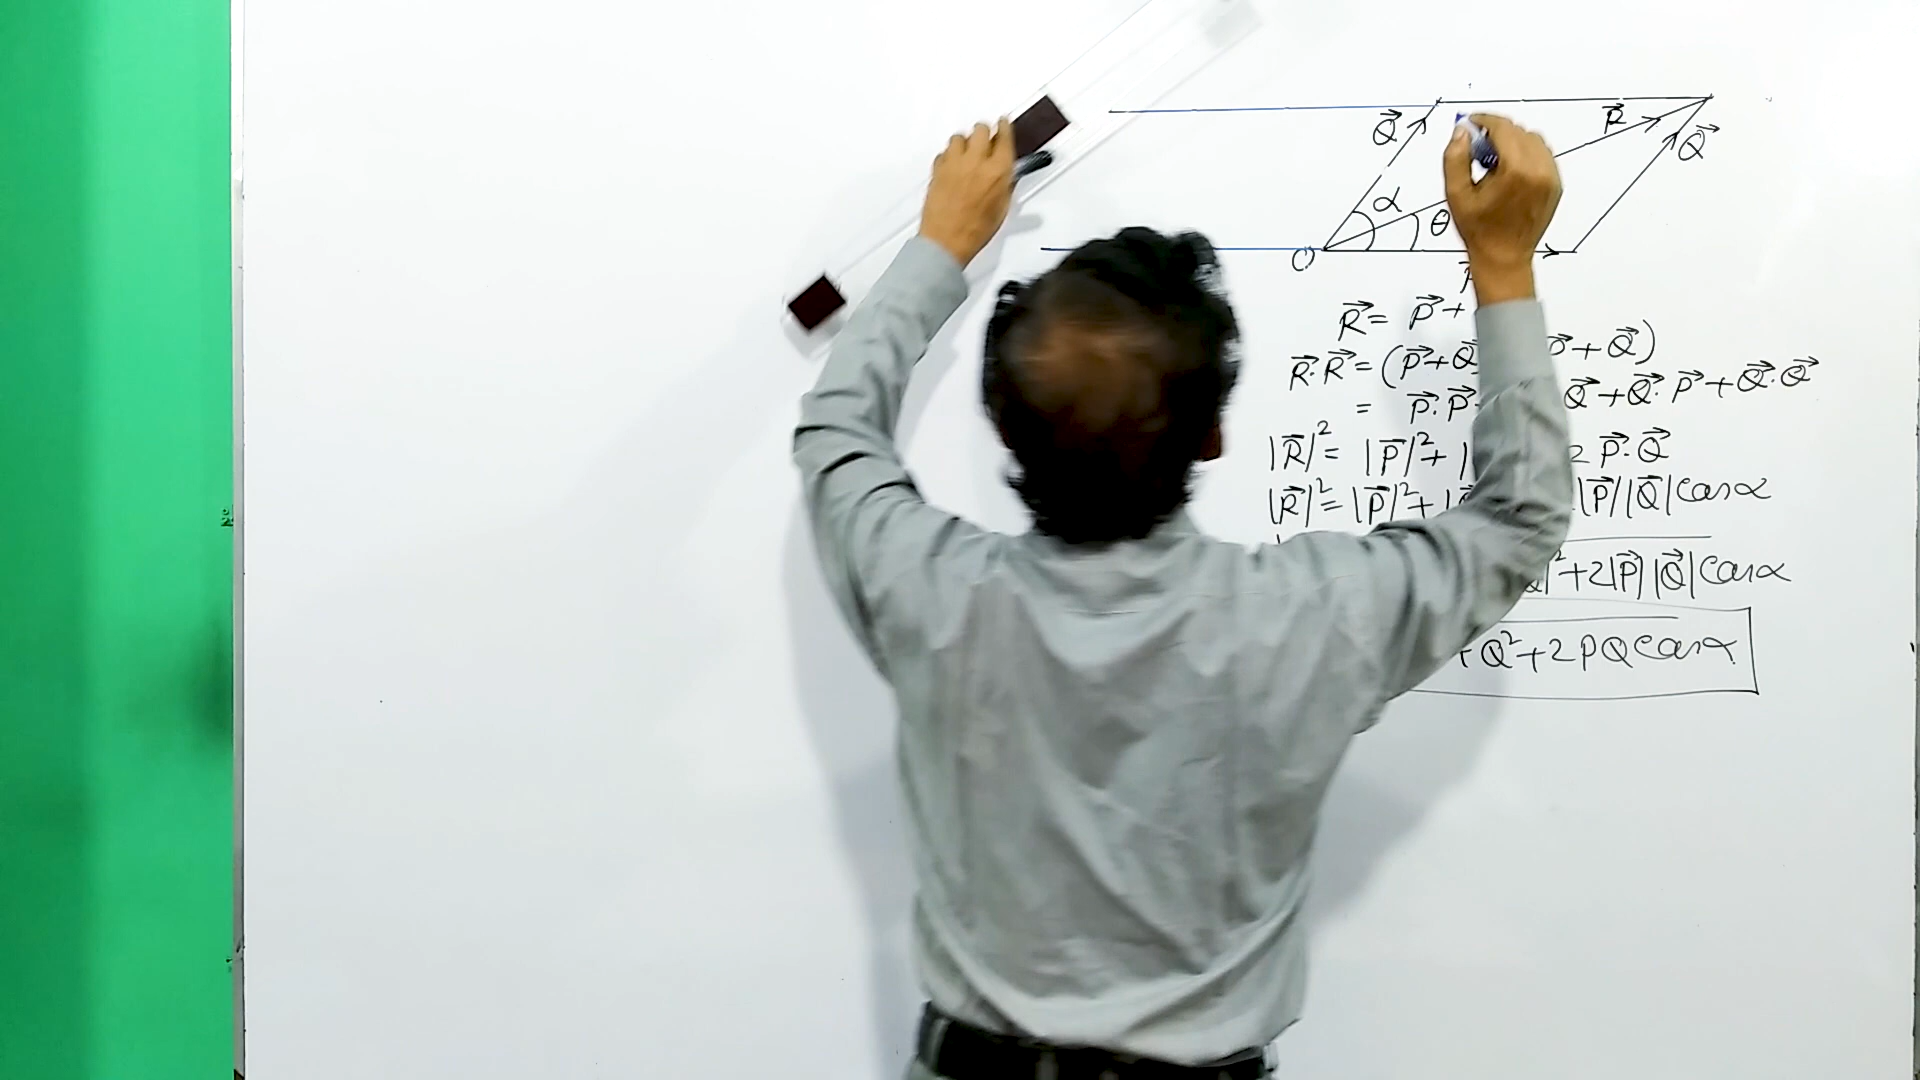 Q⃗ R⃗ Q⃗
α θ
O
R⃗ = P⃗ +
R⃗·R⃗ = (P⃗+Q⃗ P⃗+Q⃗)
= P⃗·P⃗ Q⃗+Q⃗·P⃗+Q⃗·Q⃗
|R⃗|²= |P⃗|²+ | 2 P⃗·Q⃗
|R⃗|²=|P⃗|²+ | |P⃗||Q⃗|cosα
|²+2|P⃗||Q⃗|cosα
+Q²+2PQcosα